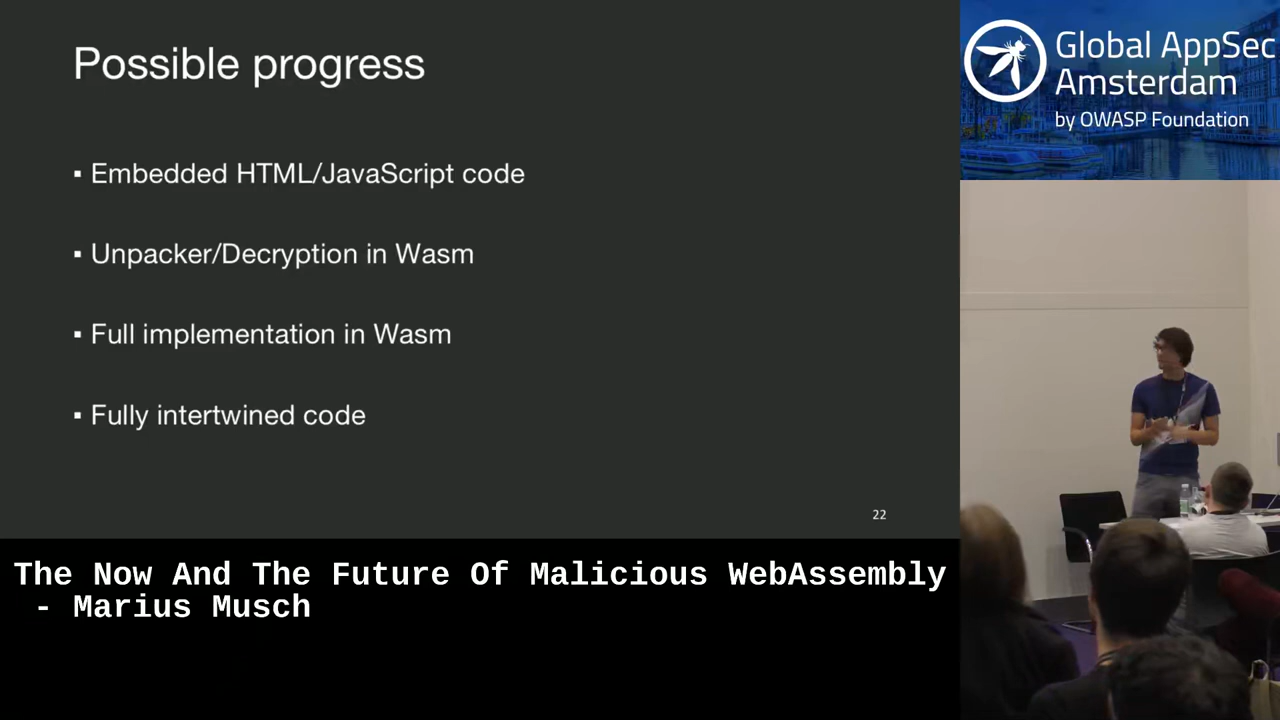 Possible progress
▪ Embedded HTML/JavaScript code
▪ Unpacker/Decryption in Wasm
▪ Full implementation in Wasm
▪ Fully intertwined code
22
Global AppSec
Amsterdam
by OWASP Foundation
The Now And The Future Of Malicious WebAssembly
- Marius Musch